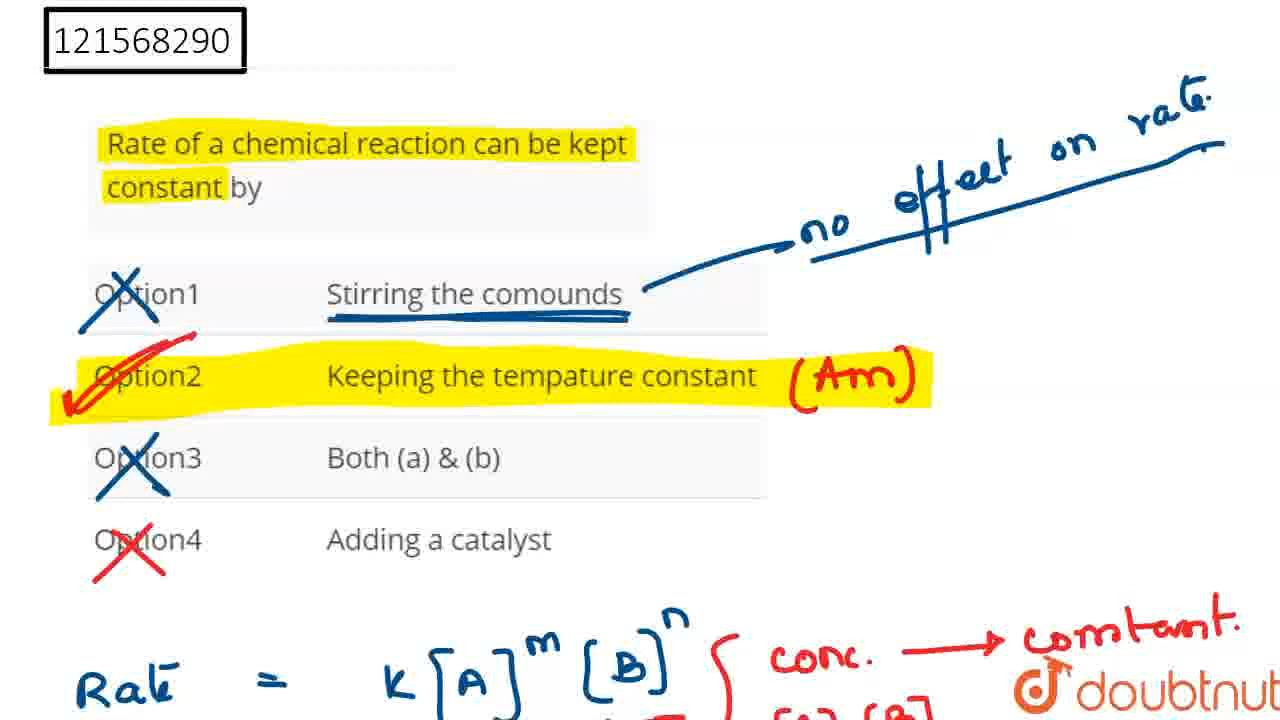 121568290
Rate of a chemical reaction can be kept
constant by
no effect on rate.
Option1 Stirring the comounds
Option2 Keeping the tempature constant (Am)
Option3 Both (a) & (b)
Option4 Adding a catalyst
Rate = K [A]^m [B]^n { conc. → constant.
doubtnut